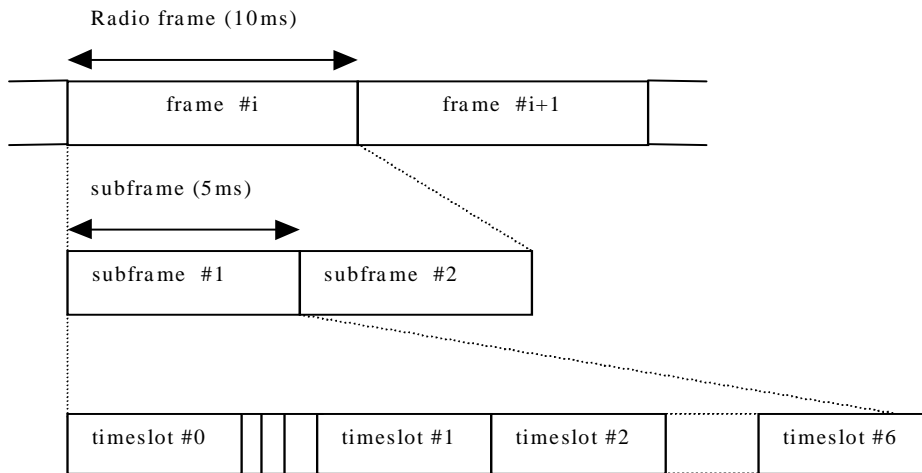 Radio frame (10ms)
frame #i frame #i+1
subframe (5ms)
subframe #1 subframe #2
timeslot #0 timeslot #1 timeslot #2 timeslot #6